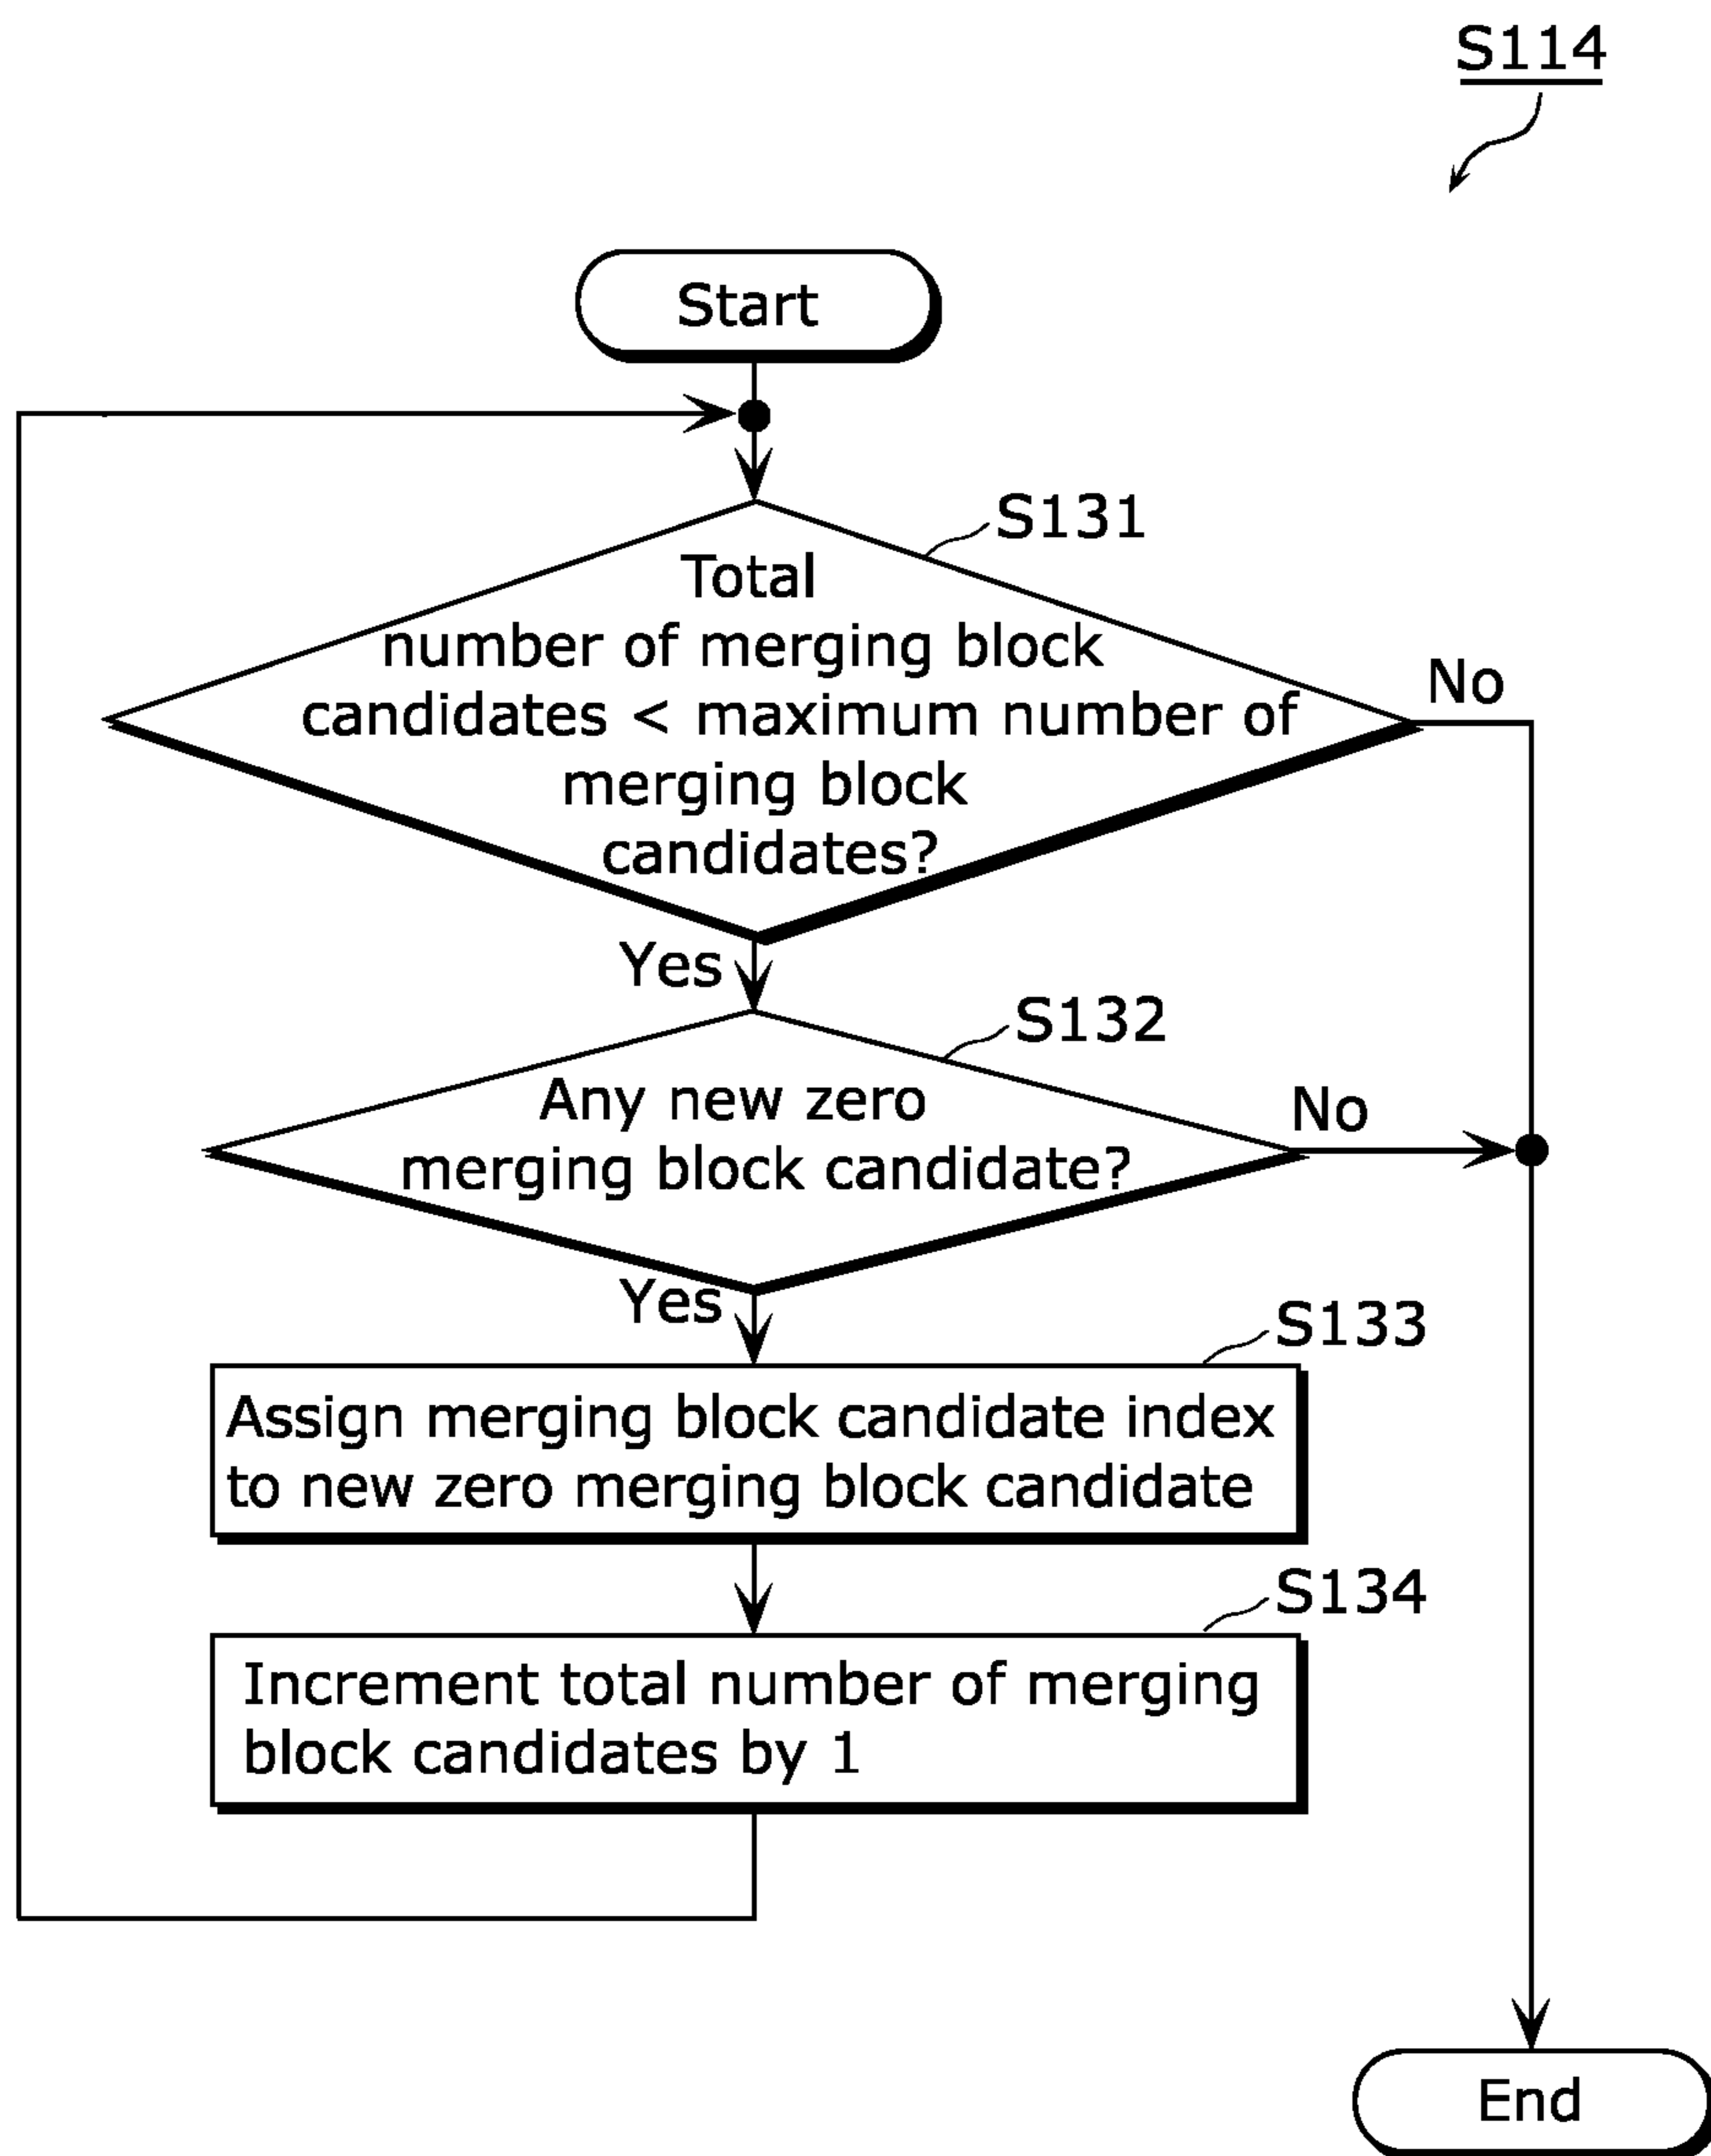 S114
Start
S131
Total
number of merging block
candidates < maximum number of
merging block
candidates?
No
Yes
S132
Any new zero
merging block candidate?
No
Yes
S133
Assign merging block candidate index
to new zero merging block candidate
S134
Increment total number of merging
block candidates by 1
End